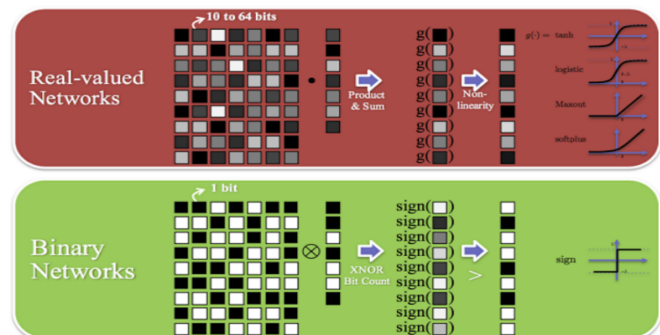 10 to 64 bits
Real-valued
Networks
Product
& Sum
g( )
g( )
g( )
g( )
g( )
g( )
g( )
g( )
g( )
Non-
linearity
g(·) = tanh
logistic
Maxout
softplus
1 bit
Binary
Networks
XNOR
Bit Count
sign( )
sign( )
sign( )
sign( )
sign( )
sign( )
sign( )
sign( )
sign( )
>
sign